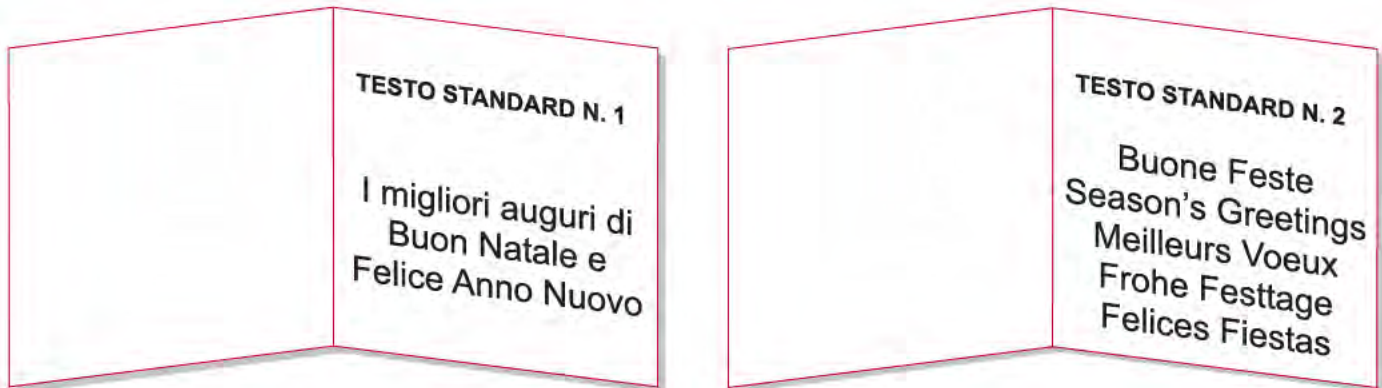 TESTO STANDARD N. 1
I migliori auguri di
Buon Natale e
Felice Anno Nuovo
TESTO STANDARD N. 2
Buone Feste
Season's Greetings
Meilleurs Voeux
Frohe Festtage
Felices Fiestas